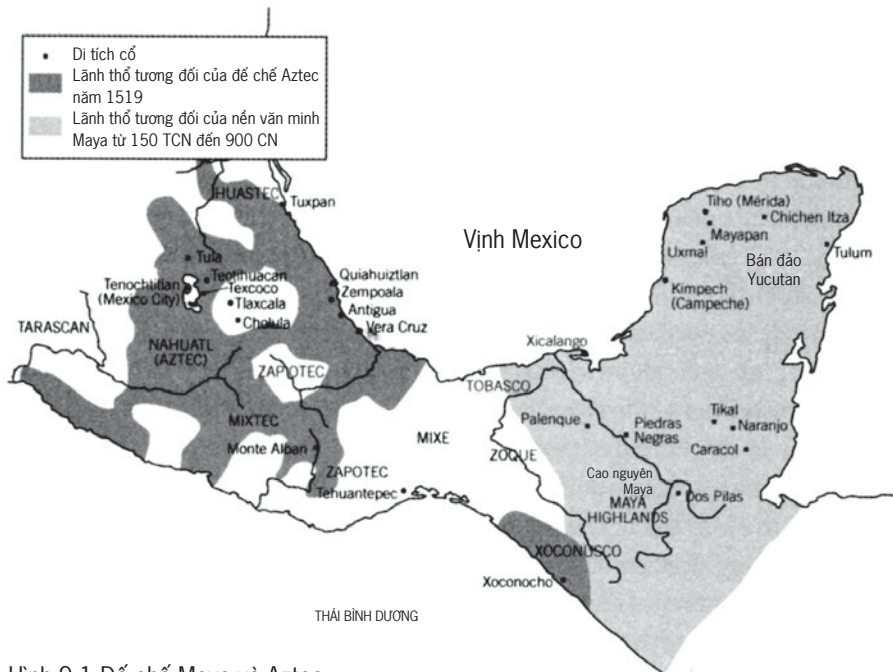 Di tích cổ
Lãnh thổ tương đối của đế chế Aztec
năm 1519
Lãnh thổ tương đối của nền văn minh
Maya từ 150 TCN đến 900 CN
HUASTEC
Tuxpan
Vịnh Mexico
Tiho (Mérida)
Chichen Itza
Mayapan
Uxmal
Tulum
Bán đảo
Yucutan
Kimpech
(Campeche)
Tula
Teotihuacan
Tenochtitlan
(Mexico City)
Texcoco
Tlaxcala
Cholula
Quiahuiztlan
Zempoala
Antigua
Vera Cruz
TARASCAN
NAHUATL
(AZTEC)
ZAPOTEC
Xicalango
TOBASCO
MIXTEC
Monte Alban
MIXE
Palenque
Piedras
Negras
Tikal
Naranjo
Caracol
ZOQUE
ZAPOTEC
Tehuantepec
Cao nguyên
Maya
MAYA
HIGHLANDS
Dos Pilas
XOCONUSCO
Xoconocho
THÁI BÌNH DƯƠNG
Hình 9.1 Đế chế Maya và Aztec